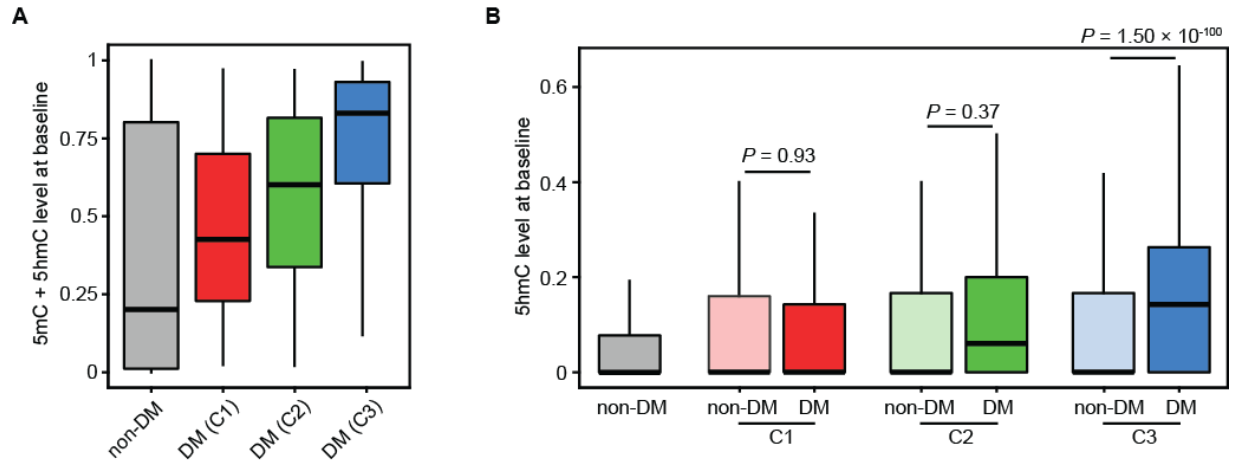 A
5mC + 5hmC level at baseline
1
0.75
0.5
0.25
0
non-DM
DM (C1)
DM (C2)
DM (C3)
B
5hmC level at baseline
0.6
0.4
0.2
0
P = 0.93
P = 0.37
P = 1.50 × 10⁻¹⁰⁰
non-DM
non-DM DM
C1
non-DM DM
C2
non-DM DM
C3